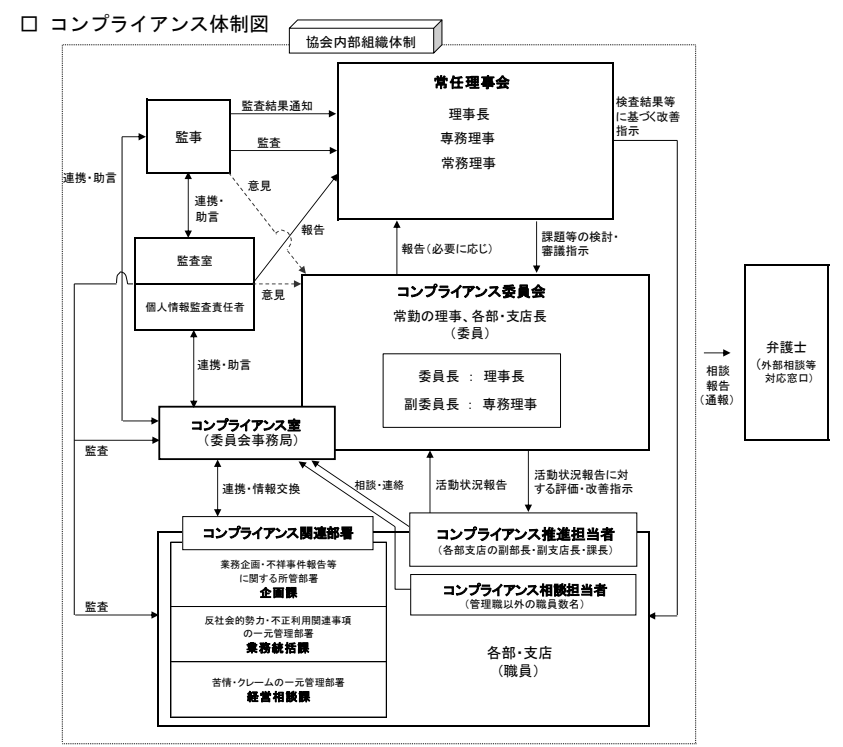 □ コンプライアンス体制図
協会内部組織体制
常任理事会
理事長
専務理事
常務理事
検査結果等
に基づく改善
指示
監事
監査結果通知
監査
連携・助言
連携・
助言
意見
報告
報告(必要に応じ)
課題等の検討・
審議指示
監査室
個人情報監査責任者
意見
コンプライアンス委員会
常勤の理事、各部・支店長
(委員)
委員長 : 理事長
副委員長 : 専務理事
弁護士
(外部相談等
対応窓口)
相談
報告
(通報)
連携・助言
コンプライアンス室
(委員会事務局)
監査
連携・情報交換
相談・連絡
活動状況報告
活動状況報告に対
する評価・改善指示
コンプライアンス関連部署
業務企画・不祥事件報告等
に関する所管部署
企画課
反社会的勢力・不正利用関連事項
の一元管理部署
業務統括課
苦情・クレームの一元管理部署
経営相談課
コンプライアンス推進担当者
(各部支店の副部長・副支店長・課長)
コンプライアンス相談担当者
(管理職以外の職員数名)
監査
各部・支店
(職員)